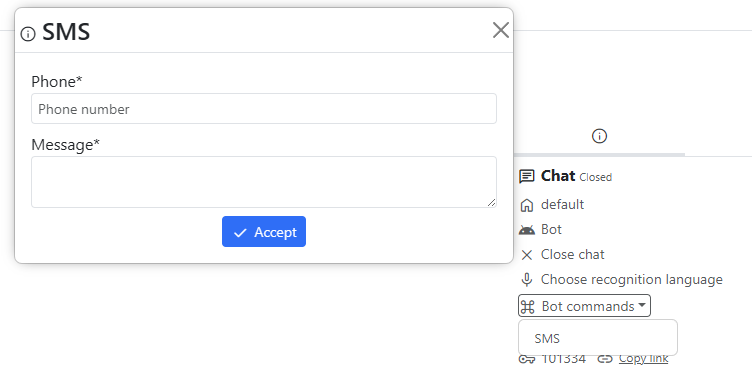 SMS
Phone*
Phone number
Message*
Accept
Chat Closed
default
Bot
Close chat
Choose recognition language
Bot commands
SMS
101334 Copy link